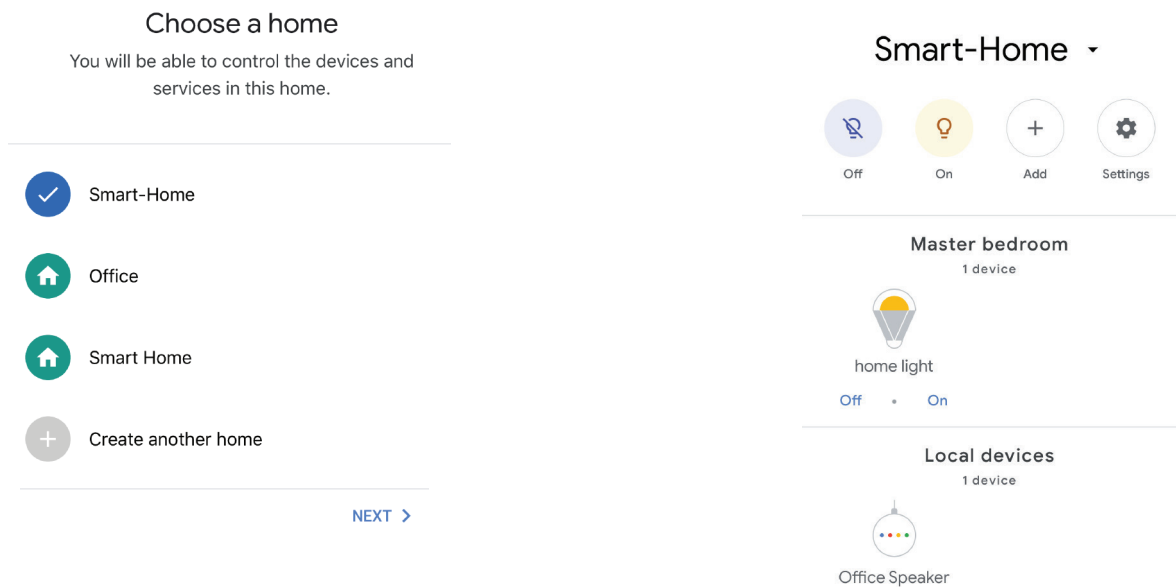 Choose a home
You will be able to control the devices and
services in this home.
Smart-Home
Office
Smart Home
Create another home
NEXT
Smart-Home
Off On Add Settings
Master bedroom
1 device
home light
Off • On
Local devices
1 device
Office Speaker